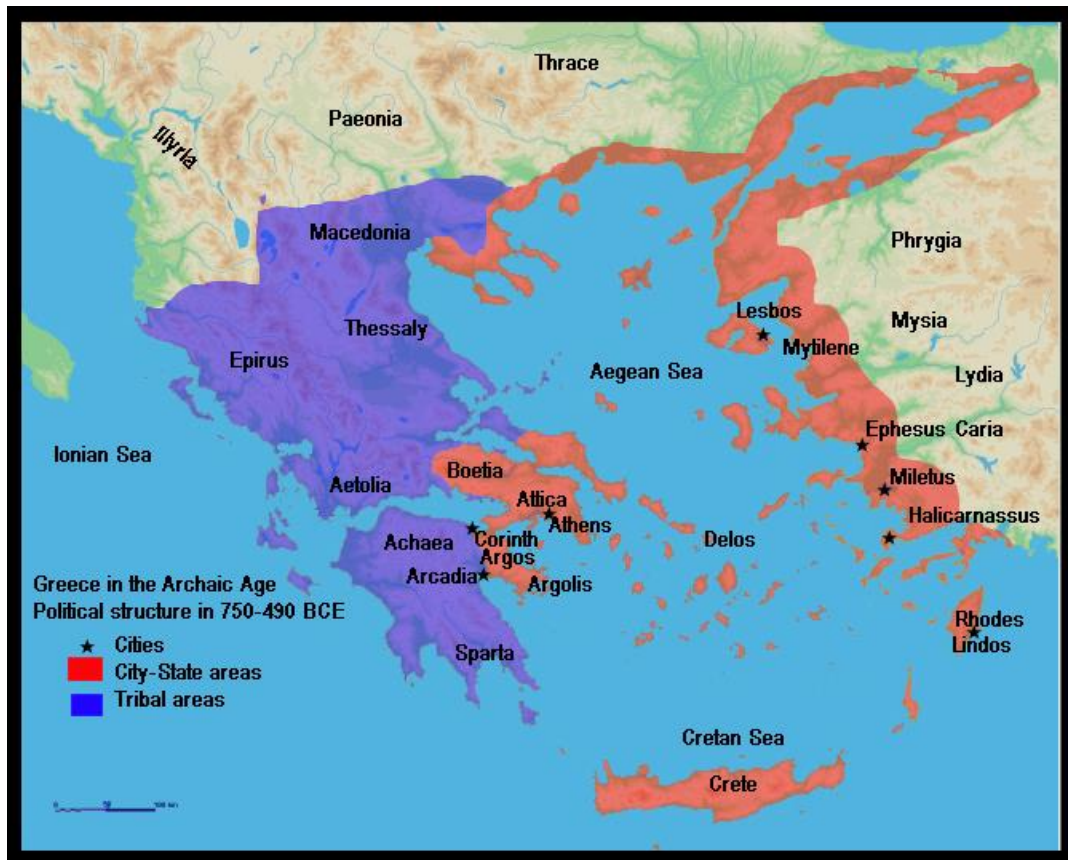 Thrace
Paeonia
Illyria
Macedonia
Phrygia
Lesbos
Mysia
Thessaly
Mytilene
Epirus
Aegean Sea
Lydia
Ephesus Caria
Ionian Sea
Boetia
Miletus
Aetolia
Attica
Halicarnassus
Athens
Achaea
Corinth
Delos
Argos
Arcadia
Argolis
Greece in the Archaic Age
Political structure in 750-490 BCE
Cities
City-State areas
Tribal areas
Rhodes
Lindos
Sparta
Cretan Sea
Crete